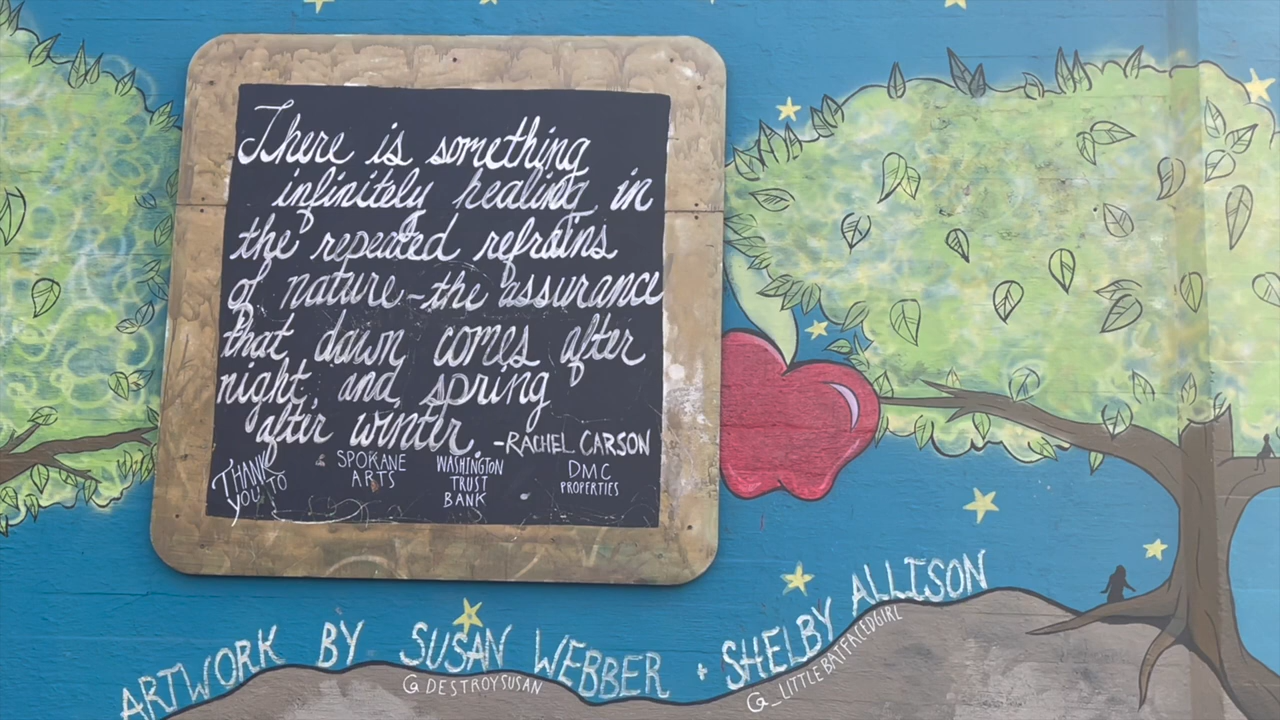 There is something
infinitely healing in
the repeated refrains
of nature - the assurance
that dawn comes after
night, and spring
after winter.
-RACHEL CARSON
THANK
YOU TO
SPOKANE
ARTS
WASHINGTON
TRUST
BANK
DMC
PROPERTIES
ARTWORK BY SUSAN WEBBER + SHELBY ALLISON
@DESTROYSUSAN
@_LITTLEBATFACEDGIRL